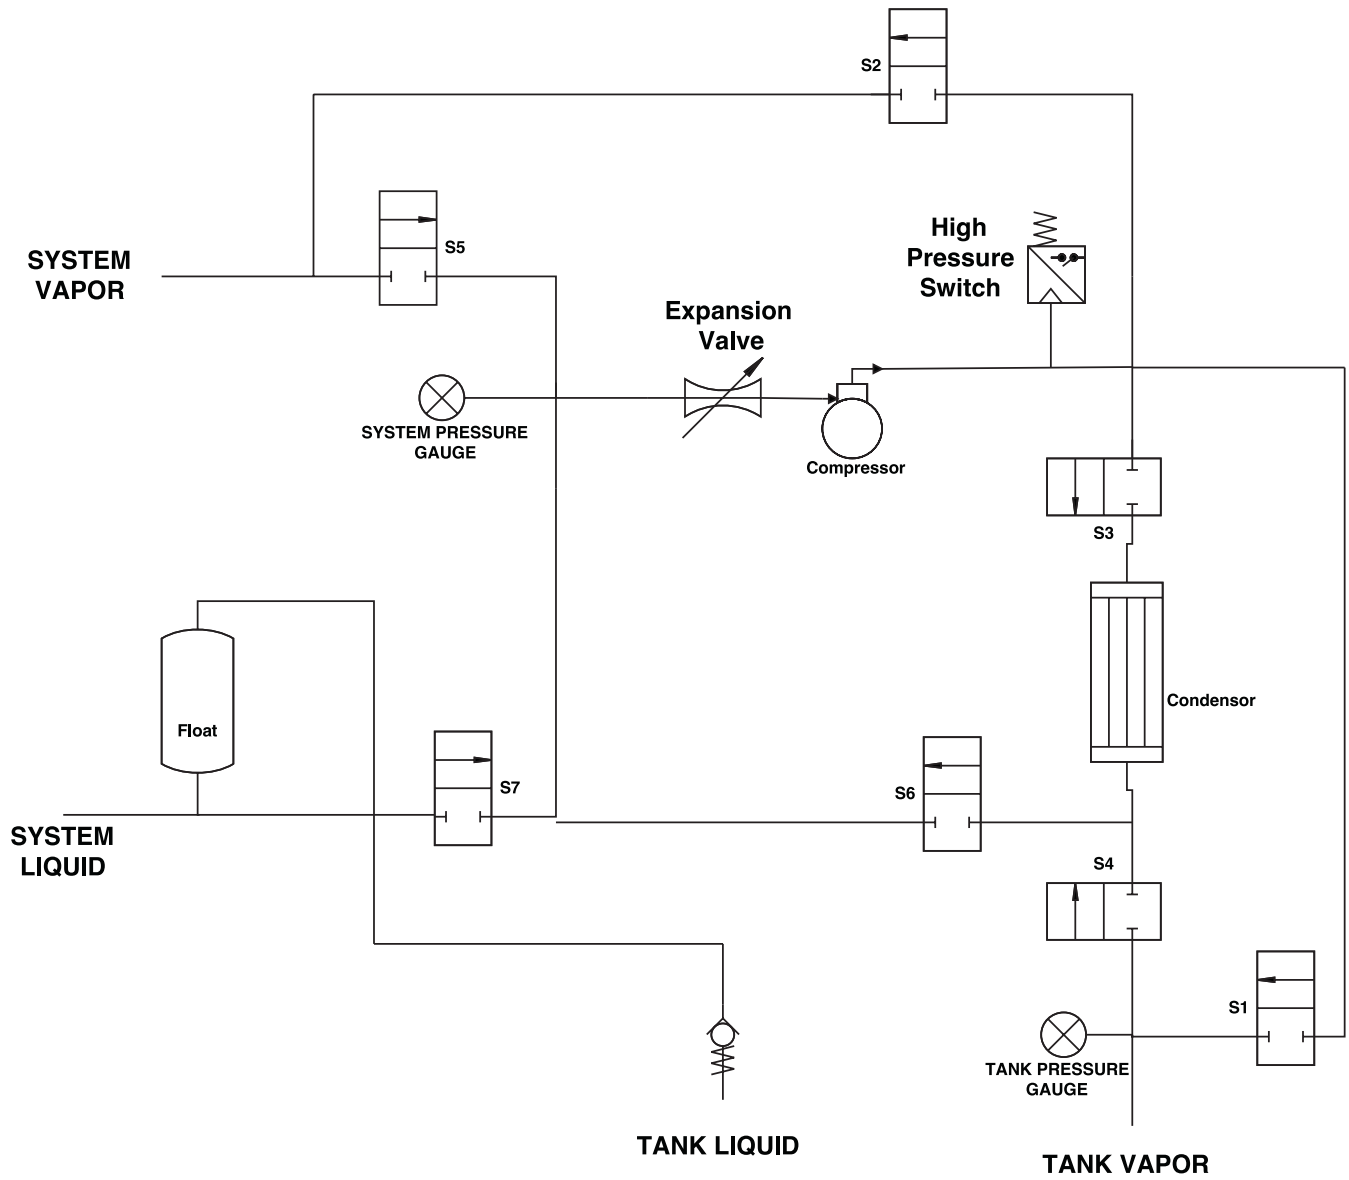 S2
S5
SYSTEM
VAPOR
High
Pressure
Switch
Expansion
Valve
SYSTEM PRESSURE
GAUGE
Compressor
S3
Condensor
Float
S7
S6
SYSTEM
LIQUID
S4
S1
TANK PRESSURE
GAUGE
TANK LIQUID
TANK VAPOR